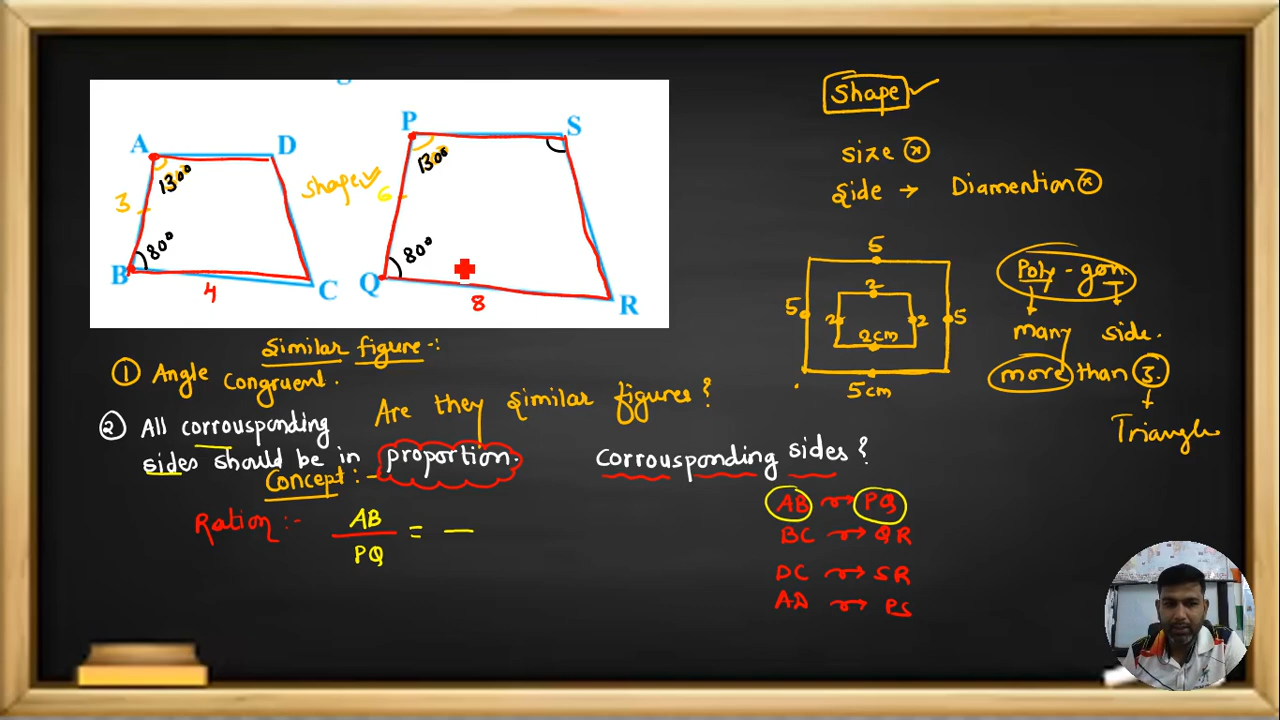 Shape
size
Side → Diamention
A
D
P
S
130°
130°
3
shape
6
80°
80°
B
C
Q
R
4
8
5
5
5
5cm
2
2
2
2cm
Poly - gon
many side.
more than 3.
Triangle
Similar figure -:
1 Angle congruent.
Are they Similar figures ?
2 All corrousponding
sides should be in proportion.
Concept :-
Corrousponding sides ?
Ration :- AB/PQ = —
AB → PQ
BC → QR
DC → SR
AD → PS